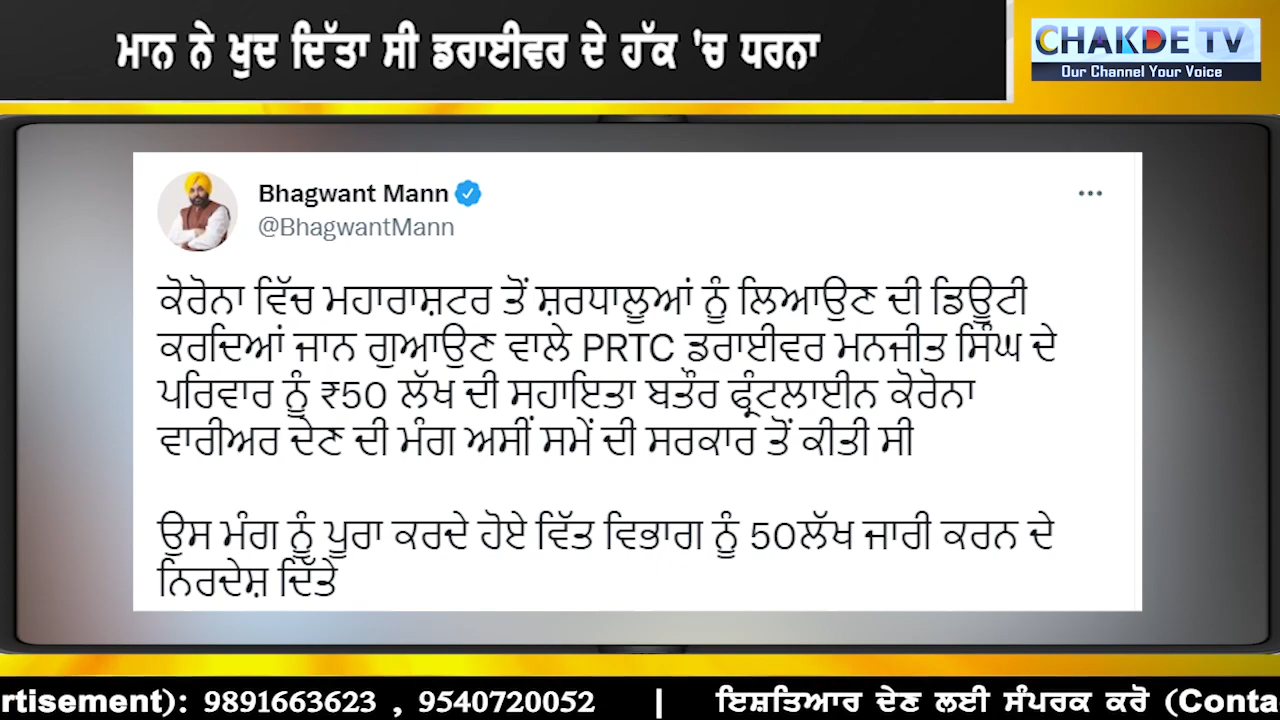 ਮਾਨ ਨੇ ਖੁਦ ਦਿੱਤਾ ਸੀ ਡਰਾਈਵਰ ਦੇ ਹੱਕ 'ਚ ਧਰਨਾ
CHAKDE TV
Our Channel Your Voice
Bhagwant Mann
@BhagwantMann
ਕੋਰੋਨਾ ਵਿੱਚ ਮਹਾਰਾਸ਼ਟਰ ਤੋਂ ਸ਼ਰਧਾਲੂਆਂ ਨੂੰ ਲਿਆਉਣ ਦੀ ਡਿਊਟੀ
ਕਰਦਿਆਂ ਜਾਨ ਗੁਆਉਣ ਵਾਲੇ PRTC ਡਰਾਈਵਰ ਮਨਜੀਤ ਸਿੰਘ ਦੇ
ਪਰਿਵਾਰ ਨੂੰ ₹50 ਲੱਖ ਦੀ ਸਹਾਇਤਾ ਬਤੌਰ ਫ੍ਰੰਟਲਾਈਨ ਕੋਰੋਨਾ
ਵਾਰੀਅਰ ਦੇਣ ਦੀ ਮੰਗ ਅਸੀਂ ਸਮੇਂ ਦੀ ਸਰਕਾਰ ਤੋਂ ਕੀਤੀ ਸੀ
ਉਸ ਮੰਗ ਨੂੰ ਪੂਰਾ ਕਰਦੇ ਹੋਏ ਵਿੱਤ ਵਿਭਾਗ ਨੂੰ 50ਲੱਖ ਜਾਰੀ ਕਰਨ ਦੇ
ਨਿਰਦੇਸ਼ ਦਿੱਤੇ
rtisement): 9891663623 , 9540720052 | ਇਸ਼ਤਿਆਰ ਦੇਣ ਲਈ ਸੰਪਰਕ ਕਰੋ (Conta